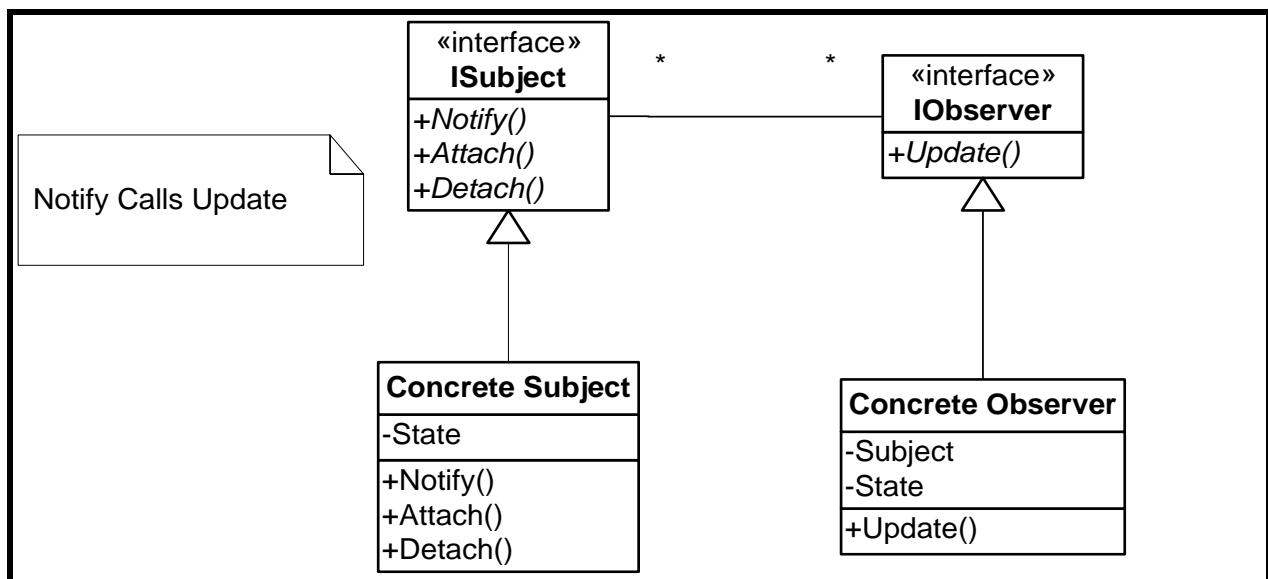 «interface»
ISubject
+Notify()
+Attach()
+Detach()
* *
«interface»
IObserver
+Update()
Notify Calls Update
Concrete Subject
-State
+Notify()
+Attach()
+Detach()
Concrete Observer
-Subject
-State
+Update()